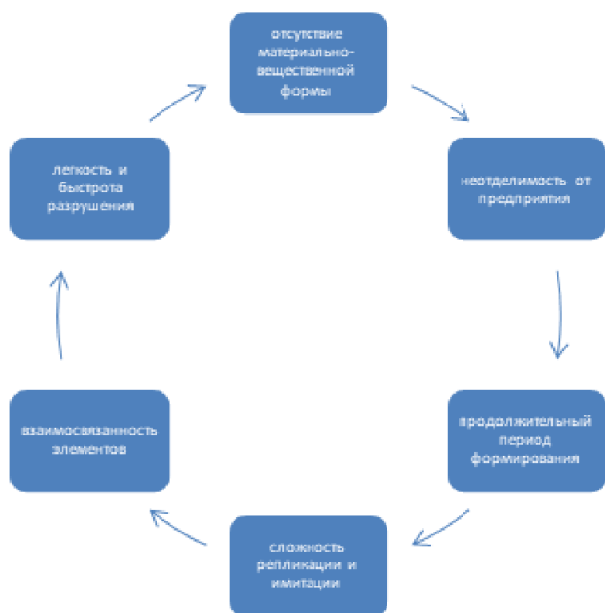 отсутствие
материально-
вещественной
формы
неотделимость от
предприятия
продолжительный
период
формирования
сложность
репликации и
имитации
взаимосвязанность
элементов
легкость и
быстрота
разрушения